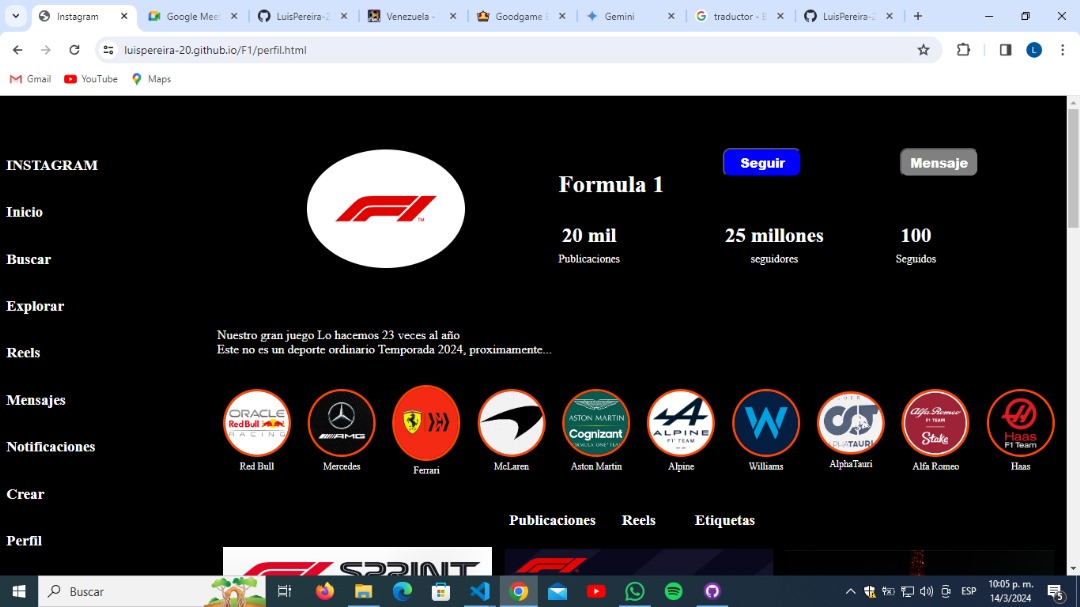 Instagram
Google Mee
LuisPereira-2
Venezuela -
Goodgame E
Gemini
traductor - B
LuisPereira-2
luispereira-20.github.io/F1/perfil.html
L
Gmail
YouTube
Maps
INSTAGRAM
Inicio
Buscar
Explorar
Reels
Mensajes
Notificaciones
Crear
Perfil
F1 TM
Formula 1
Seguir
Mensaje
20 mil
25 millones
100
Publicaciones
seguidores
Seguidos
Nuestro gran juego Lo hacemos 23 veces al año
Este no es un deporte ordinario Temporada 2024, proximamente...
ORACLE
Red Bull
RACING
AMG
ASTON MARTIN
Cognizant
ALPINE
F1 TEAM
W
Alfa Romeo
F1 TEAM
Stake
Haas
F1 Team
Red Bull
Mercedes
Ferrari
McLaren
Aston Martin
Alpine
Williams
AlphaTauri
Alfa Romeo
Haas
Publicaciones
Reels
Etiquetas
SPRINT
Buscar
ESP
10:05 p. m.
14/3/2024
5